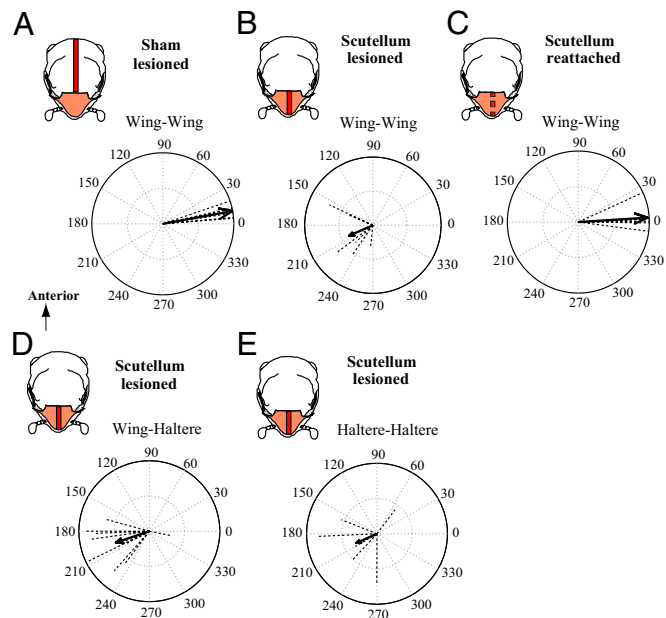 A
Sham
lesioned
Wing-Wing
90
120 60
150 30
180 0
210 330
240 300
270
B
Scutellum
lesioned
Wing-Wing
90
120 60
150 30
180 0
210 330
240 300
270
C
Scutellum
reattached
Wing-Wing
90
120 60
150 30
180 0
210 330
240 300
270
Anterior
D
Scutellum
lesioned
Wing-Haltere
90
120 60
150 30
180 0
210 330
240 300
270
E
Scutellum
lesioned
Haltere-Haltere
90
120 60
150 30
180 0
210 330
240 300
270